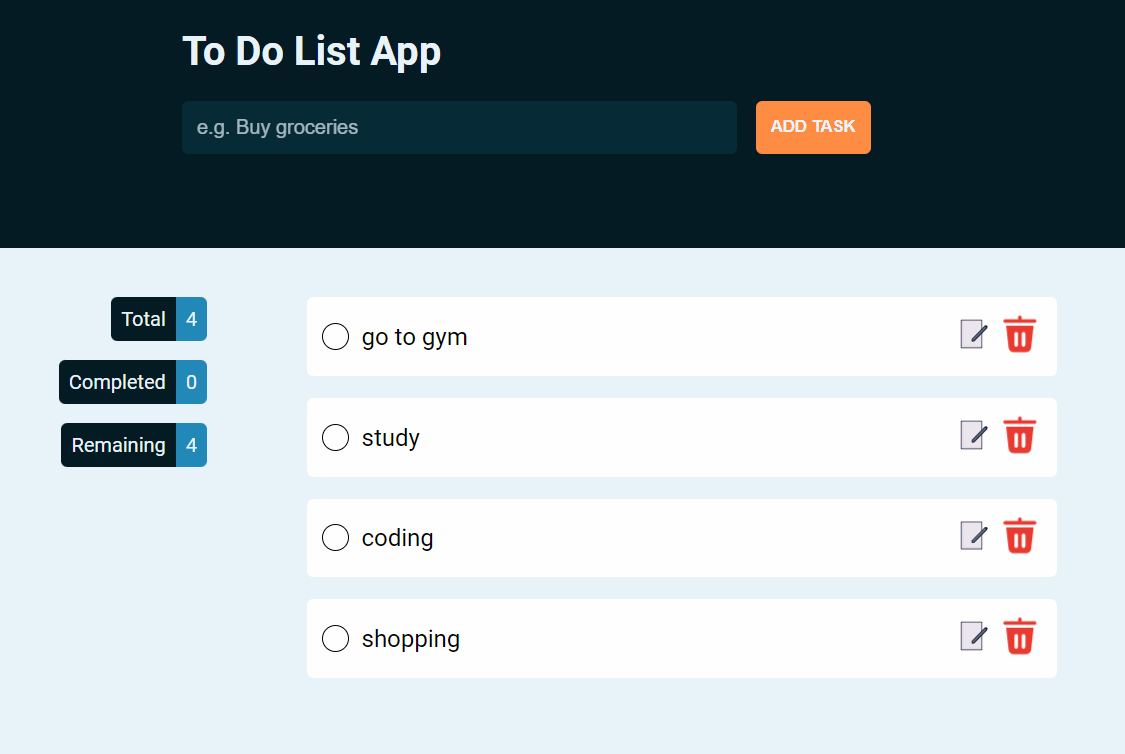 To Do List App
e.g. Buy groceries
ADD TASK
Total 4
Completed 0
Remaining 4
go to gym
study
coding
shopping